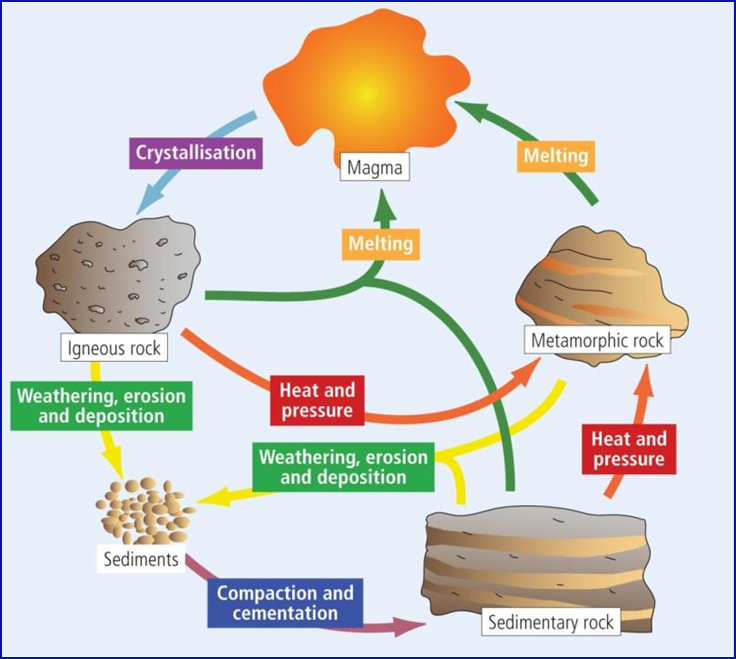 Crystallisation
Magma
Melting
Melting
Igneous rock
Metamorphic rock
Weathering, erosion
and deposition
Heat and
pressure
Weathering, erosion
and deposition
Heat and
pressure
Sediments
Compaction and
cementation
Sedimentary rock